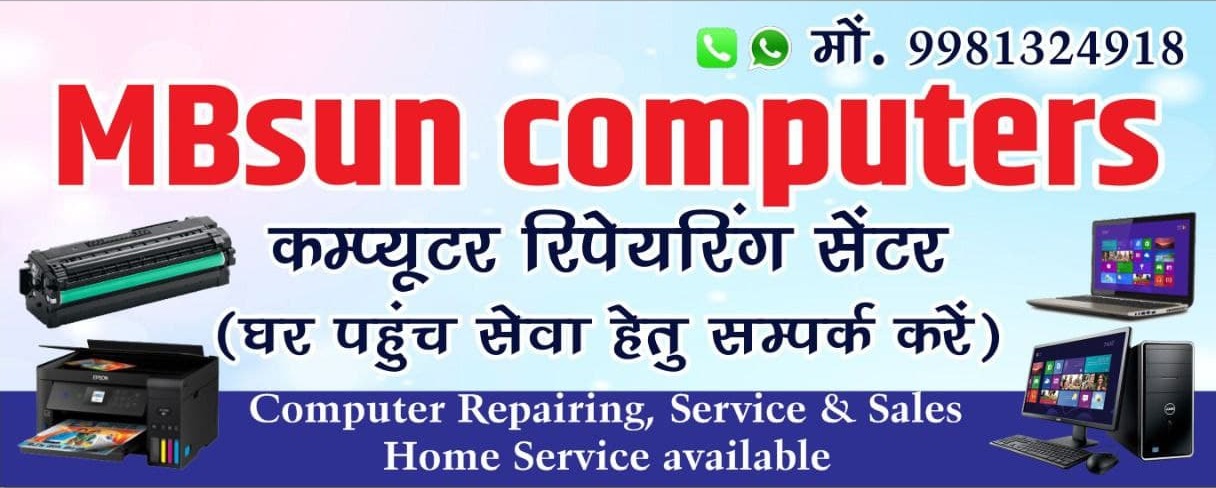 मों. 9981324918
MBsun computers
कम्प्यूटर रिपेयरिंग सेंटर
(घर पहुंच सेवा हेतु सम्पर्क करें)
EPSON
Computer Repairing, Service & Sales
Home Service available